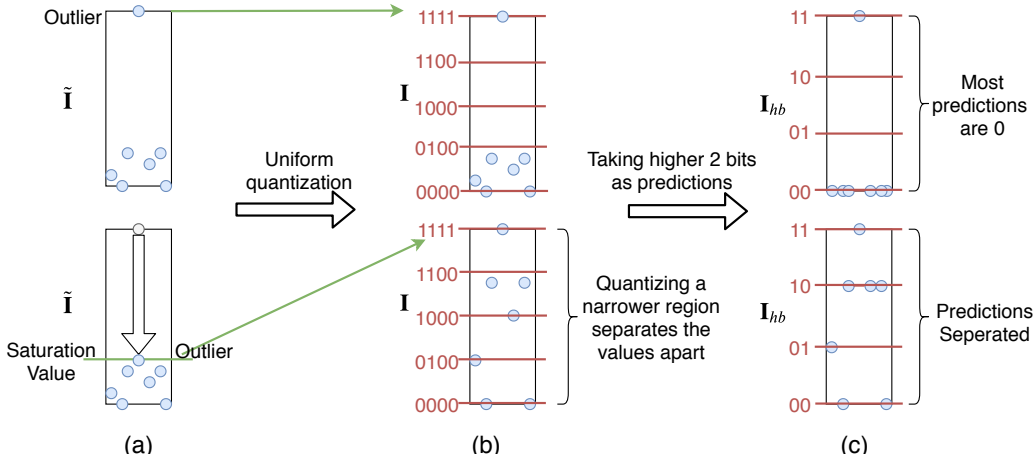 Outlier
Ĩ
Uniform
quantization
1111
1100
I
1000
0100
0000
Taking higher 2 bits
as predictions
11
10
I_hb
01
00
Most
predictions
are 0
Ĩ
Saturation
Value
Outlier
1111
1100
I
1000
0100
0000
Quantizing a
narrower region
separates the
values apart
11
10
I_hb
01
00
Predictions
Seperated
(a)
(b)
(c)